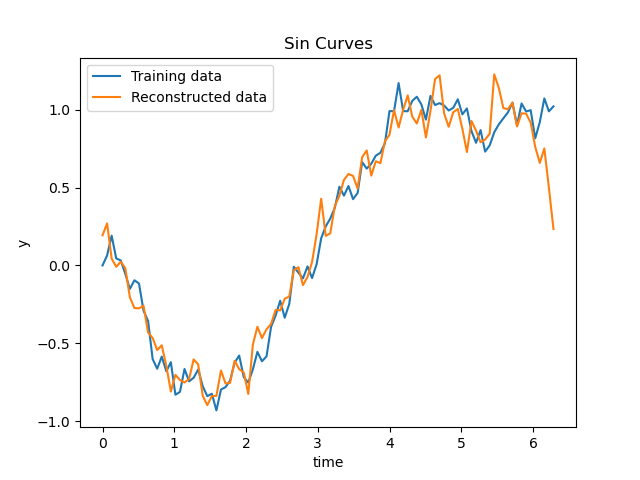 Sin Curves
Training data
Reconstructed data
1.0
0.5
0.0
−0.5
−1.0
y
0 1 2 3 4 5 6
time